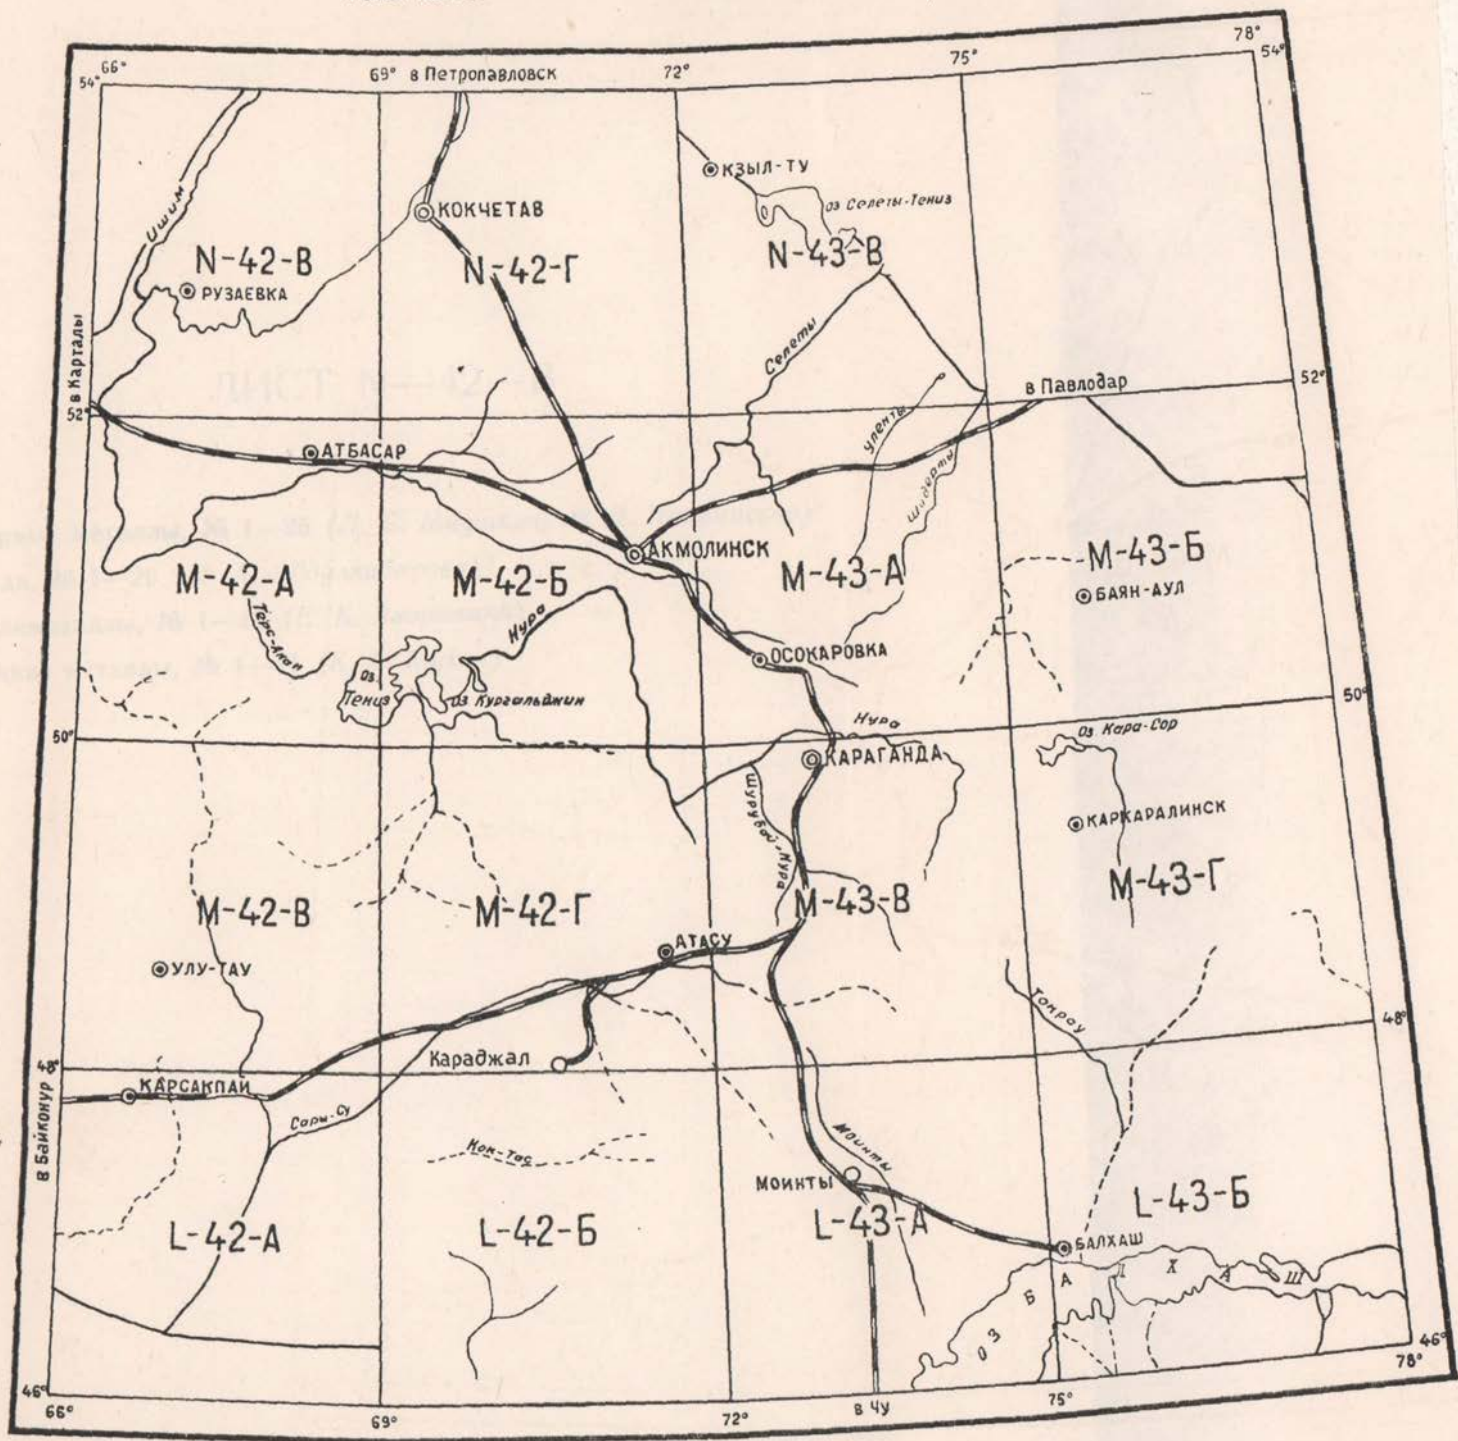 66° 69° в Петропавловск 72° 75° 78°
54° 54°
КЗЫЛ-ТУ
оз Селеты-Тениз
КОКЧЕТАВ
Ишим
N-42-В N-42-Г N-43-В
РУЗАЕВКА
в Карталы
Селеты
52° 52°
в Павлодар
Уленты
АТБАСАР
Шидерты
АКМОЛИНСК
M-42-А M-42-Б M-43-А M-43-Б
БАЯН-АУЛ
Терс-Акан
Нура
ОСОКАРОВКА
Оз
Тениз
оз Кургальджин
50° 50°
Нура
Оз Кара-Сор
КАРАГАНДА
Шурубай-Нура
КАРКАРАЛИНСК
M-42-В M-42-Г M-43-В M-43-Г
АТАСУ
УЛУ-ТАУ
Токрау
48° 48°
Караджал
КАРСАКПАЙ
Сары-Су
в Байконур
Кок-Тас
Моинты
МОИНТЫ
L-42-А L-42-Б L-43-А L-43-Б
БАЛХАШ
ОЗ БАЛХАШ
46° 46°
66° 69° 72° в ЧУ 75° 78°